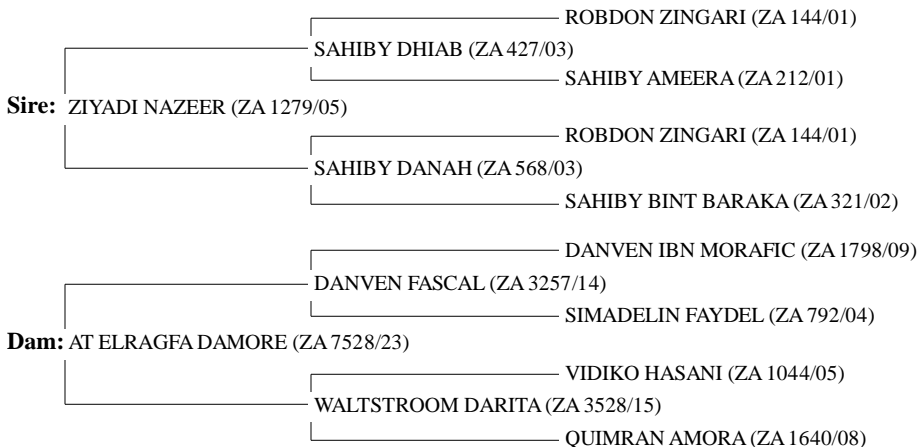 ROBDON ZINGARI (ZA 144/01)
SAHIBY DHIAB (ZA 427/03)
SAHIBY AMEERA (ZA 212/01)
Sire: ZIYADI NAZEER (ZA 1279/05)
ROBDON ZINGARI (ZA 144/01)
SAHIBY DANAH (ZA 568/03)
SAHIBY BINT BARAKA (ZA 321/02)
DANVEN IBN MORAFIC (ZA 1798/09)
DANVEN FASCAL (ZA 3257/14)
SIMADELIN FAYDEL (ZA 792/04)
Dam: AT ELRAGFA DAMORE (ZA 7528/23)
VIDIKO HASANI (ZA 1044/05)
WALTSTROOM DARITA (ZA 3528/15)
QUIMRAN AMORA (ZA 1640/08)